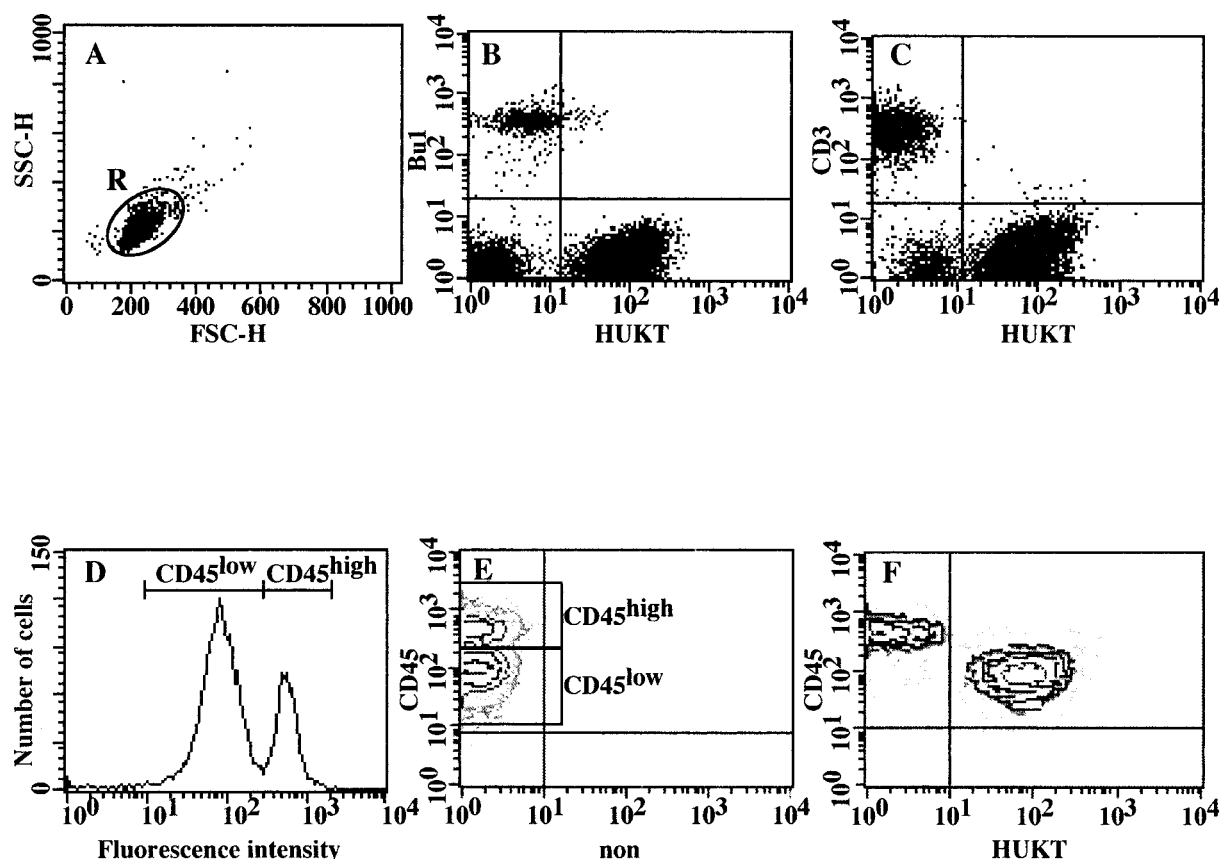 1000
A
R
SSC-H
0
0 200 400 600 800 1000
FSC-H
10^4
B
10^3
Bu1
10^2
10^1
10^0
10^0 10^1 10^2 10^3 10^4
HUKT
10^4
C
10^3
CD3
10^2
10^1
10^0
10^0 10^1 10^2 10^3 10^4
HUKT
150
D
CD45^low CD45^high
Number of cells
0
10^0 10^1 10^2 10^3 10^4
Fluorescence intensity
10^4
E
10^3
CD45^high
CD45
10^2
CD45^low
10^1
10^0
10^0 10^1 10^2 10^3 10^4
non
10^4
F
10^3
CD45
10^2
10^1
10^0
10^0 10^1 10^2 10^3 10^4
HUKT